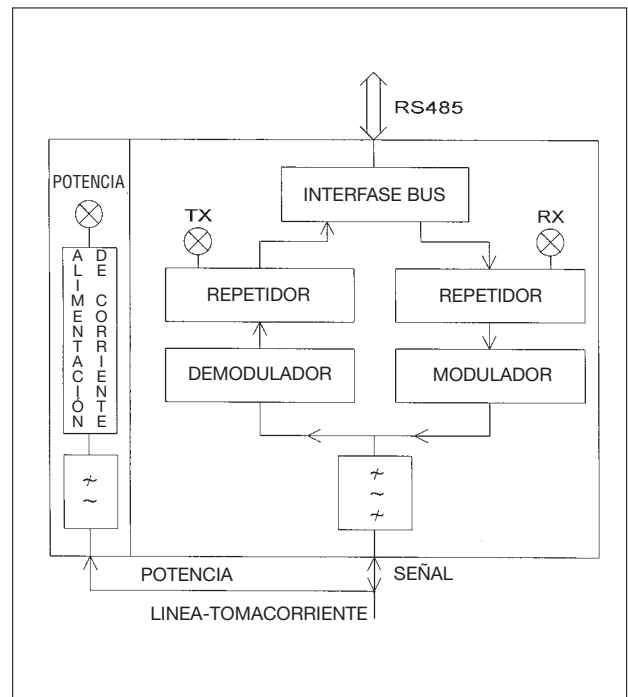 RS485
POTENCIA
INTERFASE BUS
TX
RX
ALIMENTACIÓN
DE CORRIENTE
REPETIDOR
REPETIDOR
DEMODULADOR
MODULADOR
POTENCIA
SEÑAL
LINEA-TOMACORRIENTE